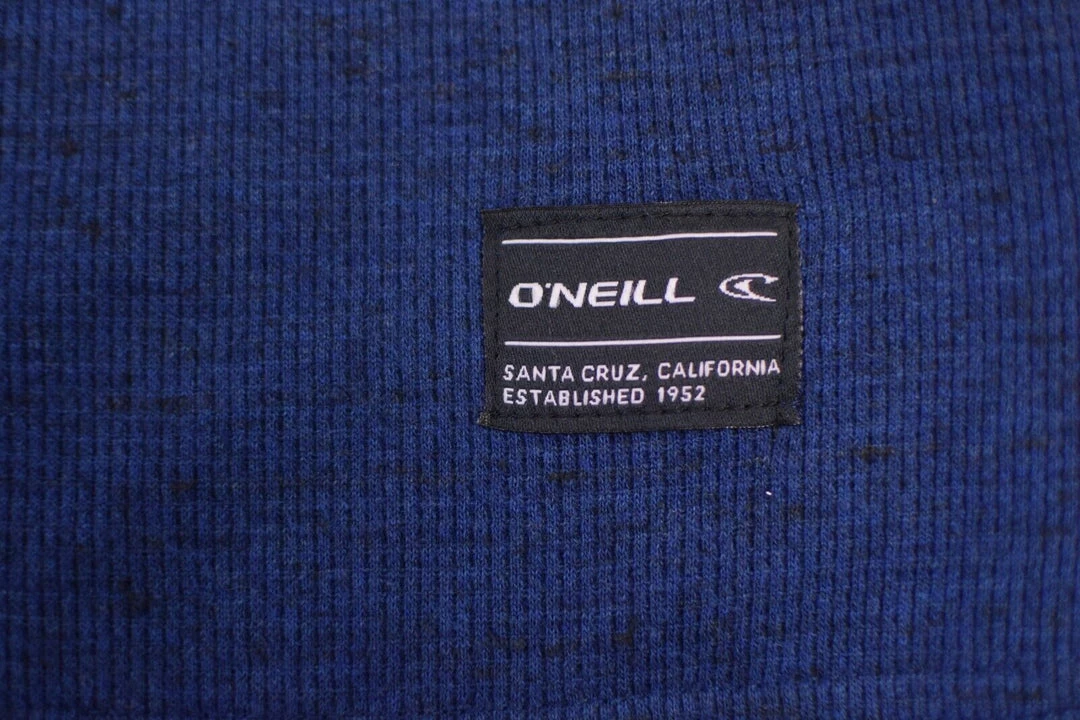 O'NEILL
SANTA CRUZ, CALIFORNIA
ESTABLISHED 1952